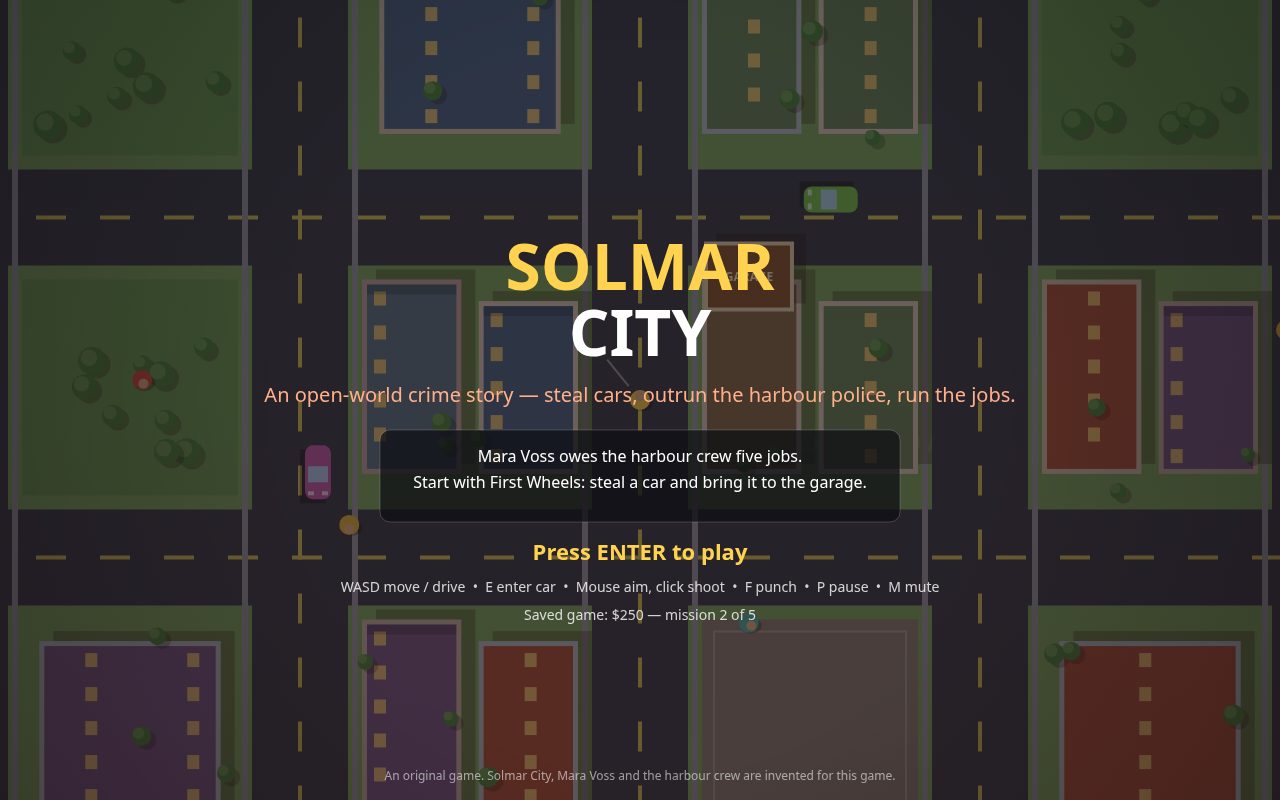 SOLMAR
CITY
An open-world crime story — steal cars, outrun the harbour police, run the jobs.
Mara Voss owes the harbour crew five jobs.
Start with First Wheels: steal a car and bring it to the garage.
Press ENTER to play
WASD move / drive • E enter car • Mouse aim, click shoot • F punch • P pause • M mute
Saved game: $250 — mission 2 of 5
An original game. Solmar City, Mara Voss and the harbour crew are invented for this game.